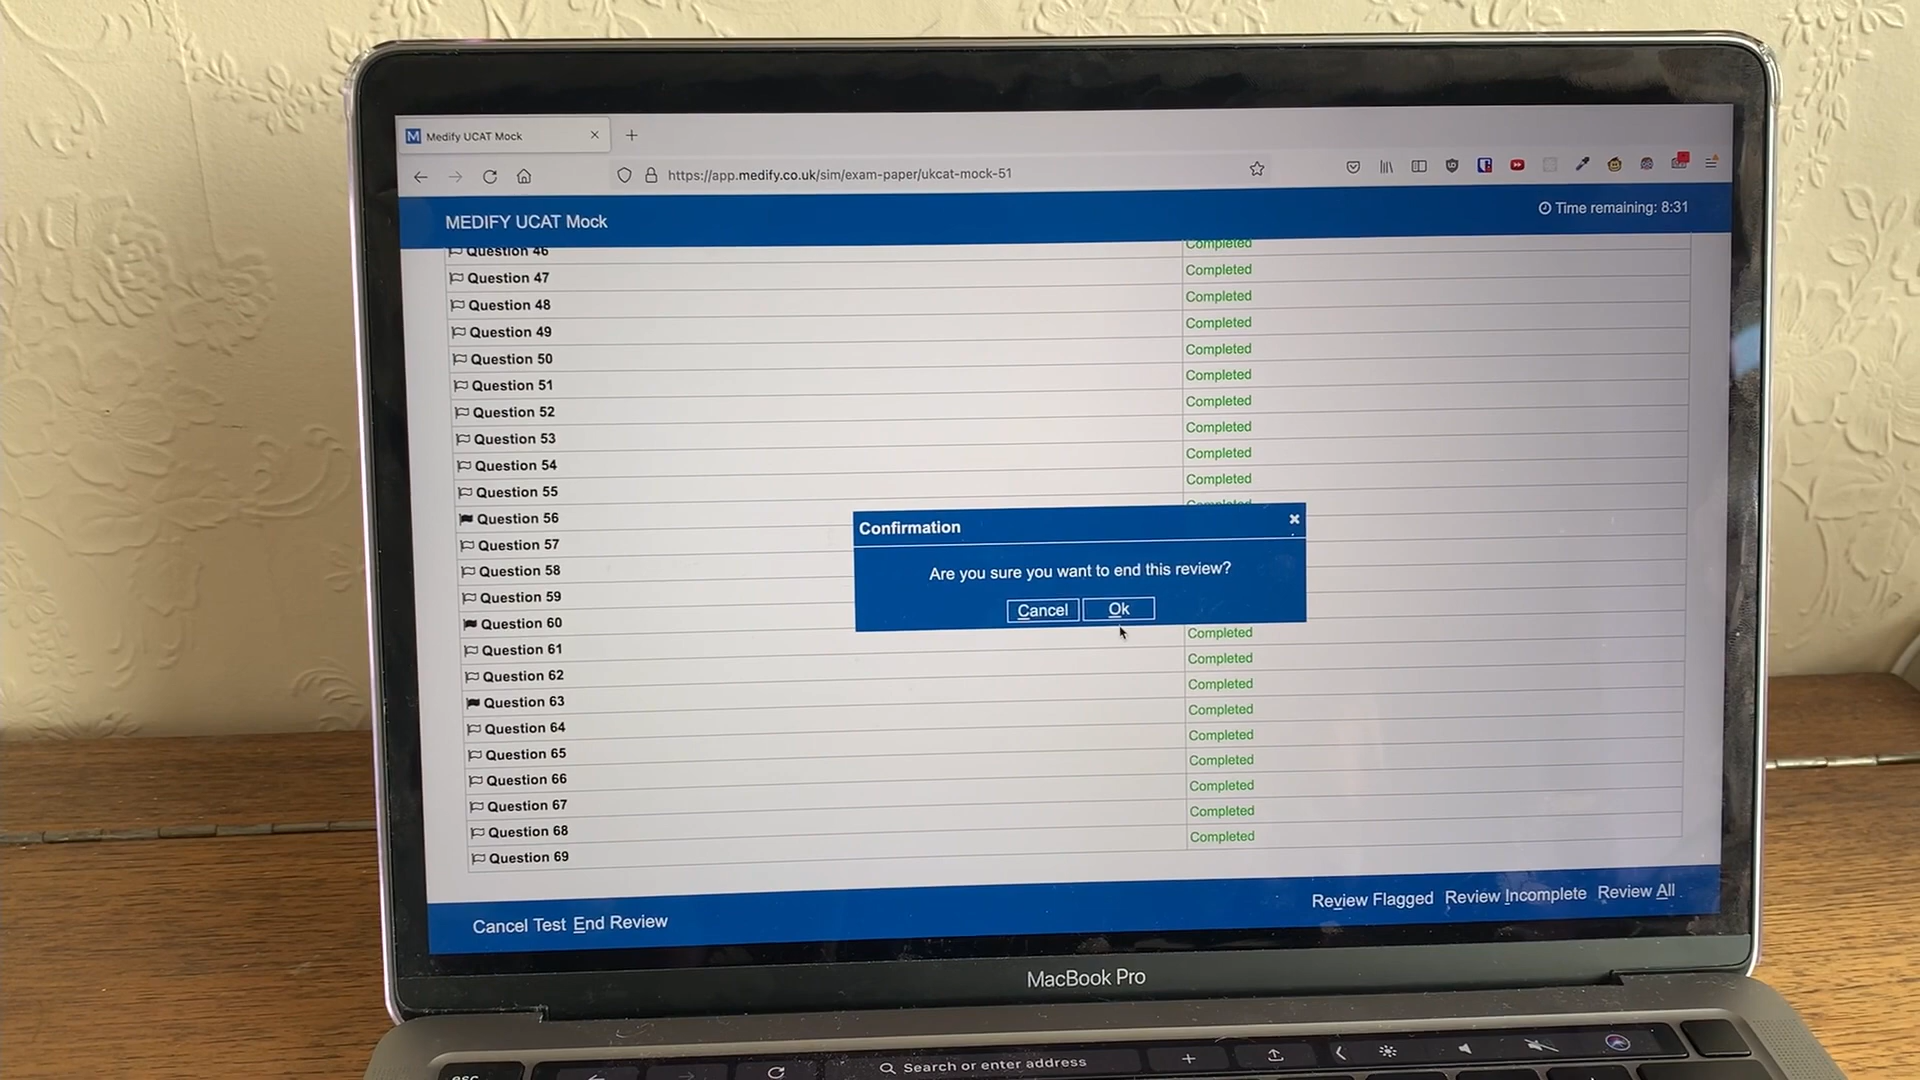 Medify UCAT Mock
https://app.medify.co.uk/sim/exam-paper/ukcat-mock-51
MEDIFY UCAT Mock
Time remaining: 8:31
Question 46 Completed
Question 47 Completed
Question 48 Completed
Question 49 Completed
Question 50 Completed
Question 51 Completed
Question 52 Completed
Question 53 Completed
Question 54 Completed
Question 55 Completed
Question 56 Completed
Question 57
Question 58
Question 59
Question 60
Question 61 Completed
Question 62 Completed
Question 63 Completed
Question 64 Completed
Question 65 Completed
Question 66 Completed
Question 67 Completed
Question 68 Completed
Question 69 Completed
Confirmation
Are you sure you want to end this review?
Cancel Ok
Cancel Test End Review
Review Flagged Review Incomplete Review All
MacBook Pro
esc
Search or enter address